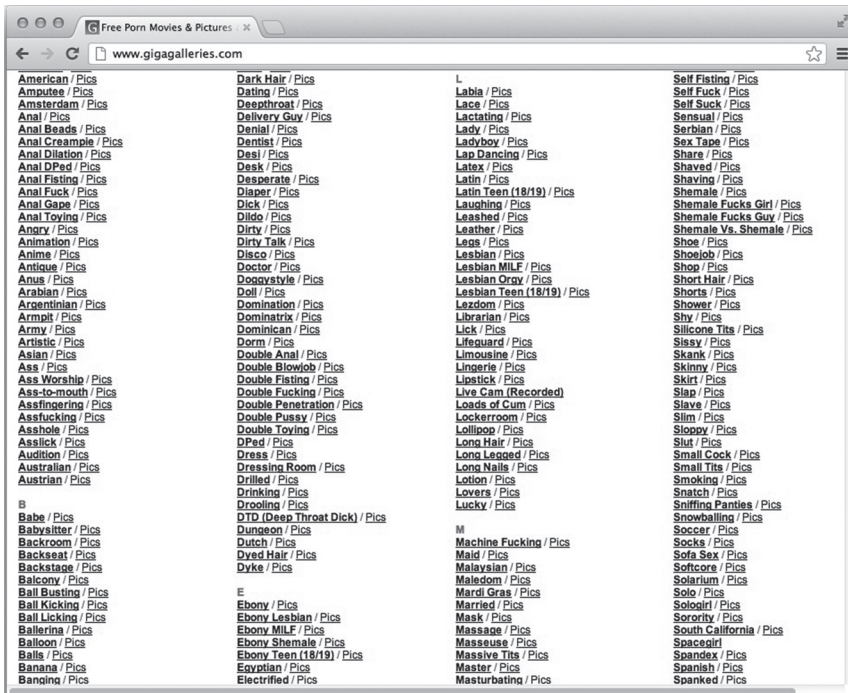 Free Porn Movies & Pictures
www.gigagalleries.com
American / Pics
Amputee / Pics
Amsterdam / Pics
Anal / Pics
Anal Beads / Pics
Anal Creampie / Pics
Anal Dilation / Pics
Anal DPed / Pics
Anal Fisting / Pics
Anal Fuck / Pics
Anal Gape / Pics
Anal Toying / Pics
Angry / Pics
Animation / Pics
Anime / Pics
Antique / Pics
Anus / Pics
Arabian / Pics
Argentinian / Pics
Armpit / Pics
Army / Pics
Artistic / Pics
Asian / Pics
Ass / Pics
Ass Worship / Pics
Ass-to-mouth / Pics
Assfingering / Pics
Assfucking / Pics
Asshole / Pics
Asslick / Pics
Audition / Pics
Australian / Pics
Austrian / Pics
B
Babe / Pics
Babysitter / Pics
Backroom / Pics
Backseat / Pics
Backstage / Pics
Balcony / Pics
Ball Busting / Pics
Ball Kicking / Pics
Ball Licking / Pics
Ballerina / Pics
Balloon / Pics
Balls / Pics
Banana / Pics
Banging / Pics
Dark Hair / Pics
Dating / Pics
Deepthroat / Pics
Delivery Guy / Pics
Denial / Pics
Dentist / Pics
Desi / Pics
Desk / Pics
Desperate / Pics
Diaper / Pics
Dick / Pics
Dildo / Pics
Dirty / Pics
Dirty Talk / Pics
Disco / Pics
Doctor / Pics
Doggystyle / Pics
Doll / Pics
Domination / Pics
Dominatrix / Pics
Dominican / Pics
Dorm / Pics
Double Anal / Pics
Double Blowjob / Pics
Double Fisting / Pics
Double Fucking / Pics
Double Penetration / Pics
Double Pussy / Pics
Double Toying / Pics
DPed / Pics
Dress / Pics
Dressing Room / Pics
Drilled / Pics
Drinking / Pics
Drooling / Pics
DTD (Deep Throat Dick) / Pics
Dungeon / Pics
Dutch / Pics
Dyed Hair / Pics
Dyke / Pics
E
Ebony / Pics
Ebony Lesbian / Pics
Ebony MILF / Pics
Ebony Shemale / Pics
Ebony Teen (18/19) / Pics
Egyptian / Pics
Electrified / Pics
L
Labia / Pics
Lace / Pics
Lactating / Pics
Lady / Pics
Ladyboy / Pics
Lap Dancing / Pics
Latex / Pics
Latin / Pics
Latin Teen (18/19) / Pics
Laughing / Pics
Leashed / Pics
Leather / Pics
Legs / Pics
Lesbian / Pics
Lesbian MILF / Pics
Lesbian Orgy / Pics
Lesbian Teen (18/19) / Pics
Lezdom / Pics
Librarian / Pics
Lick / Pics
Lifeguard / Pics
Limousine / Pics
Lingerie / Pics
Lipstick / Pics
Live Cam (Recorded)
Loads of Cum / Pics
Lockerroom / Pics
Lollipop / Pics
Long Hair / Pics
Long Legged / Pics
Long Nails / Pics
Lotion / Pics
Lovers / Pics
Lucky / Pics
M
Machine Fucking / Pics
Maid / Pics
Malaysian / Pics
Maledom / Pics
Mardi Gras / Pics
Married / Pics
Mask / Pics
Massage / Pics
Masseuse / Pics
Massive Tits / Pics
Master / Pics
Masturbating / Pics
Self Fisting / Pics
Self Fuck / Pics
Self Suck / Pics
Sensual / Pics
Serbian / Pics
Sex Tape / Pics
Share / Pics
Shaved / Pics
Shaving / Pics
Shemale / Pics
Shemale Fucks Girl / Pics
Shemale Fucks Guy / Pics
Shemale Vs. Shemale / Pics
Shoe / Pics
Shoejob / Pics
Shop / Pics
Short Hair / Pics
Shorts / Pics
Shower / Pics
Shy / Pics
Silicone Tits / Pics
Sissy / Pics
Skank / Pics
Skinny / Pics
Skirt / Pics
Slap / Pics
Slave / Pics
Slim / Pics
Sloppy / Pics
Slut / Pics
Small Cock / Pics
Small Tits / Pics
Smoking / Pics
Snatch / Pics
Sniffing Panties / Pics
Snowballing / Pics
Soccer / Pics
Socks / Pics
Sofa Sex / Pics
Softcore / Pics
Solarium / Pics
Solo / Pics
Sologirl / Pics
Sorority / Pics
South California / Pics
Spacegirl
Spandex / Pics
Spanish / Pics
Spanked / Pics